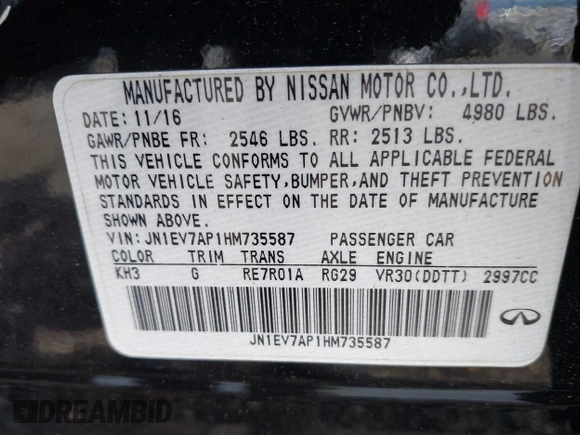 MANUFACTURED BY NISSAN MOTOR CO.,LTD.
DATE: 11/16 GVWR/PNBV: 4980 LBS.
GAWR/PNBE FR: 2546 LBS. RR: 2513 LBS.
THIS VEHICLE CONFORMS TO ALL APPLICABLE FEDERAL
MOTOR VEHICLE SAFETY,BUMPER,AND THEFT PREVENTION
STANDARDS IN EFFECT ON THE DATE OF MANUFACTURE
SHOWN ABOVE.
VIN:JN1EV7AP1HM735587 PASSENGER CAR
COLOR TRIM TRANS AXLE ENGINE
KH3 G RE7R01A RG29 VR30(DDTT) 2997CC
JN1EV7AP1HM735587
DREAMBID